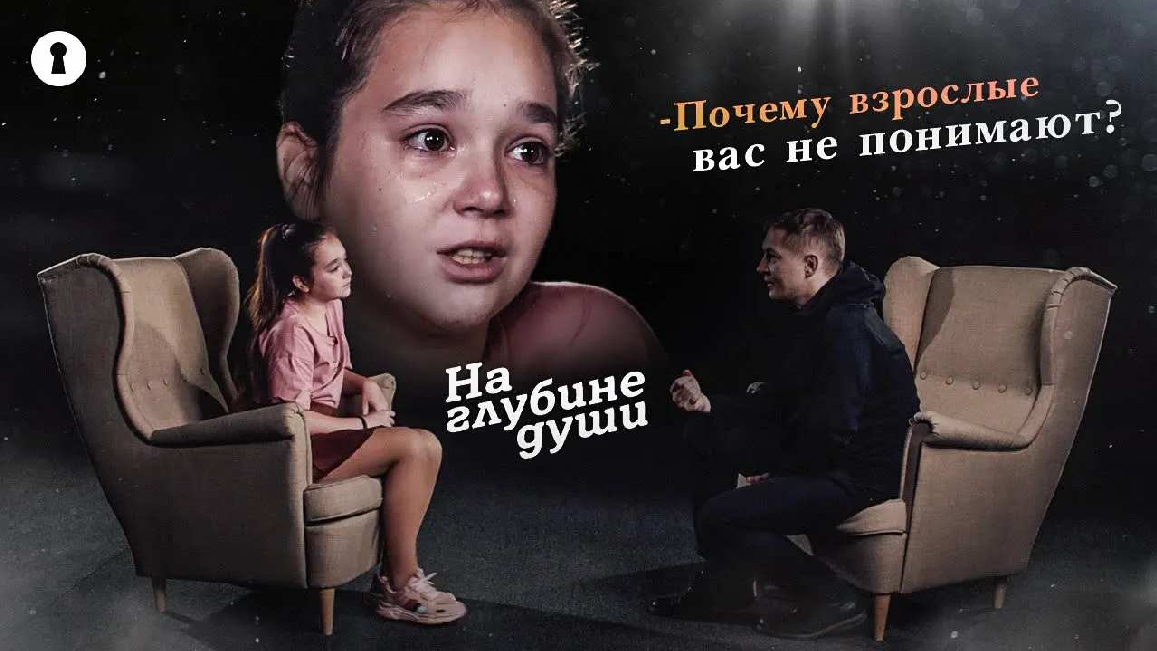 -Почему взрослые
вас не понимают?
На
глубине
души